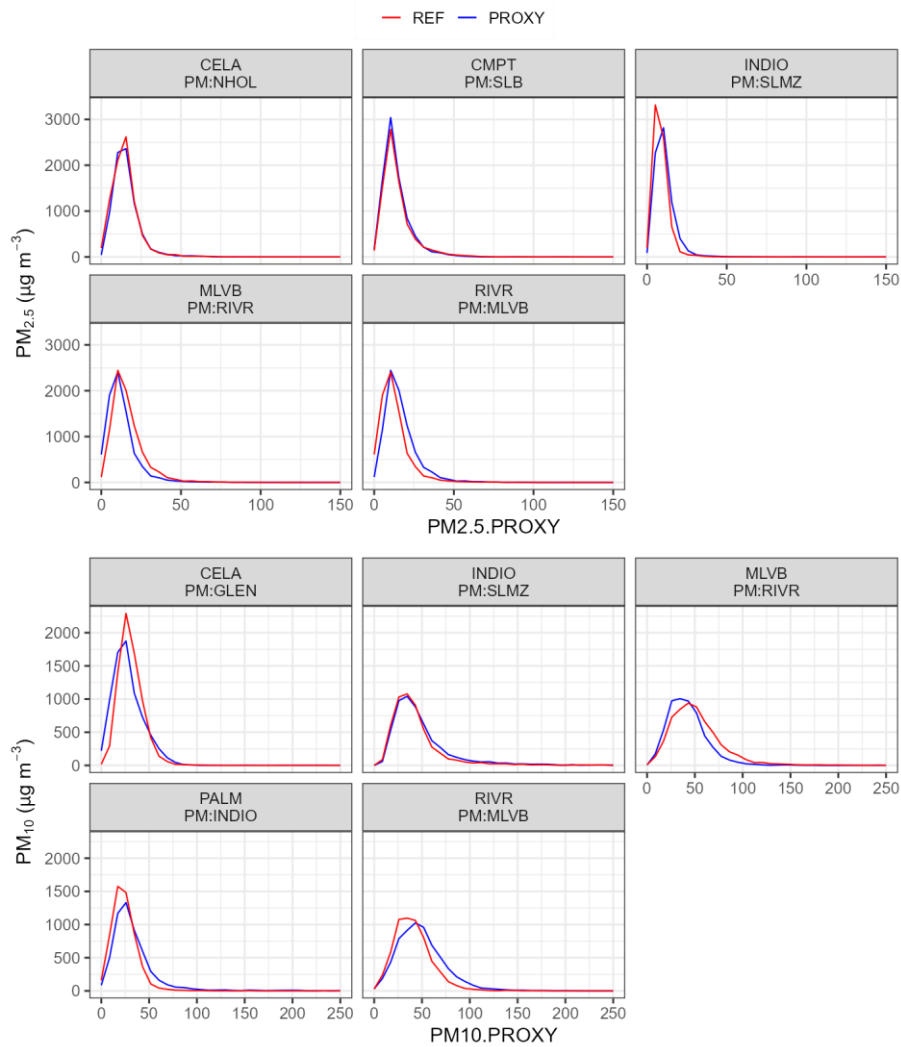 REF PROXY
CELA
PM:NHOL
CMPT
PM:SLB
INDIO
PM:SLMZ
3000
2000
1000
0
0 50 100 150
MLVB
PM:RIVR
RIVR
PM:MLVB
3000
2000
1000
0
0 50 100 150
0 50 100 150
PM₂.₅ (µg m⁻³)
PM2.5.PROXY
CELA
PM:GLEN
INDIO
PM:SLMZ
MLVB
PM:RIVR
2000
1500
1000
500
0
0 50 100 150 200 250
PALM
PM:INDIO
RIVR
PM:MLVB
2000
1500
1000
500
0
0 50 100 150 200 250
0 50 100 150 200 250
PM₁₀ (µg m⁻³)
PM10.PROXY